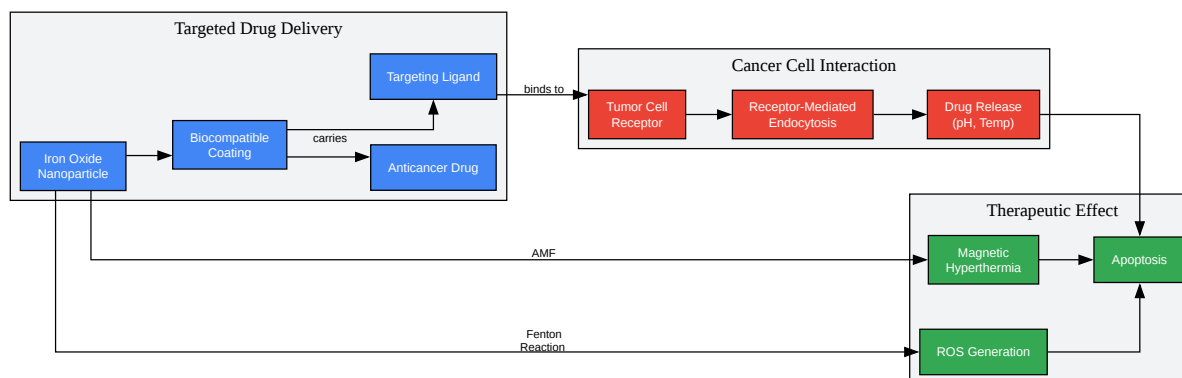 Targeted Drug Delivery
Targeting Ligand
Biocompatible
Coating
carries
Iron Oxide
Nanoparticle
Anticancer Drug
binds to
Cancer Cell Interaction
Tumor Cell
Receptor
Receptor-Mediated
Endocytosis
Drug Release
(pH, Temp)
Therapeutic Effect
AMF
Magnetic
Hyperthermia
Apoptosis
Fenton
Reaction
ROS Generation